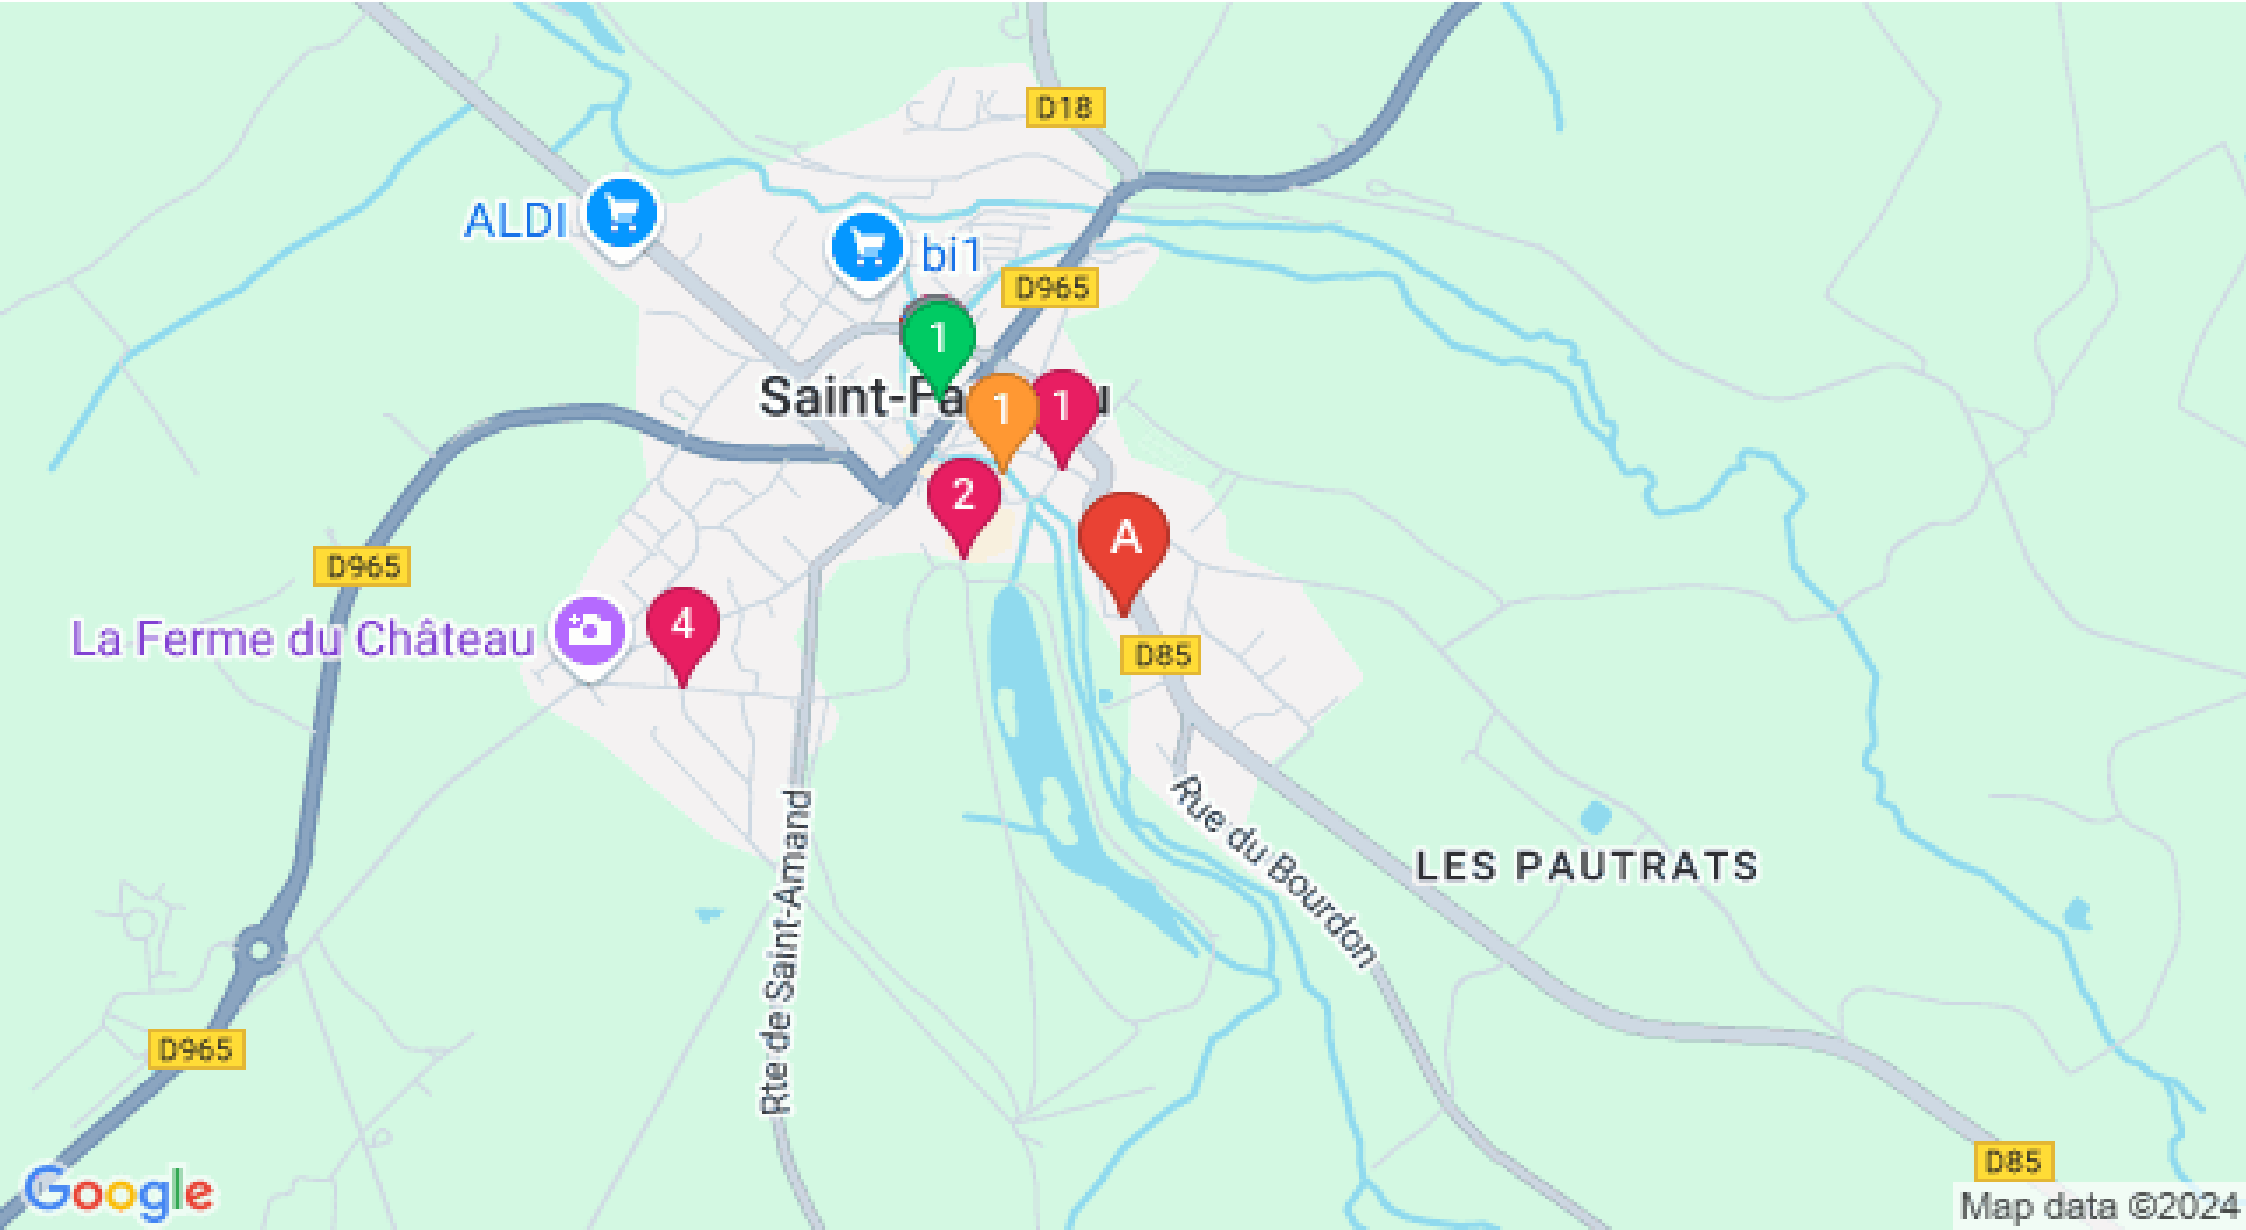 D18
ALDI
bi1
D965
1
Saint-Fa u
1
1
2
A
D965
4
La Ferme du Château
D85
Rue du Bourdon
Rte de Saint-Amand
LES PAUTRATS
D965
D85
Google
Map data ©2024